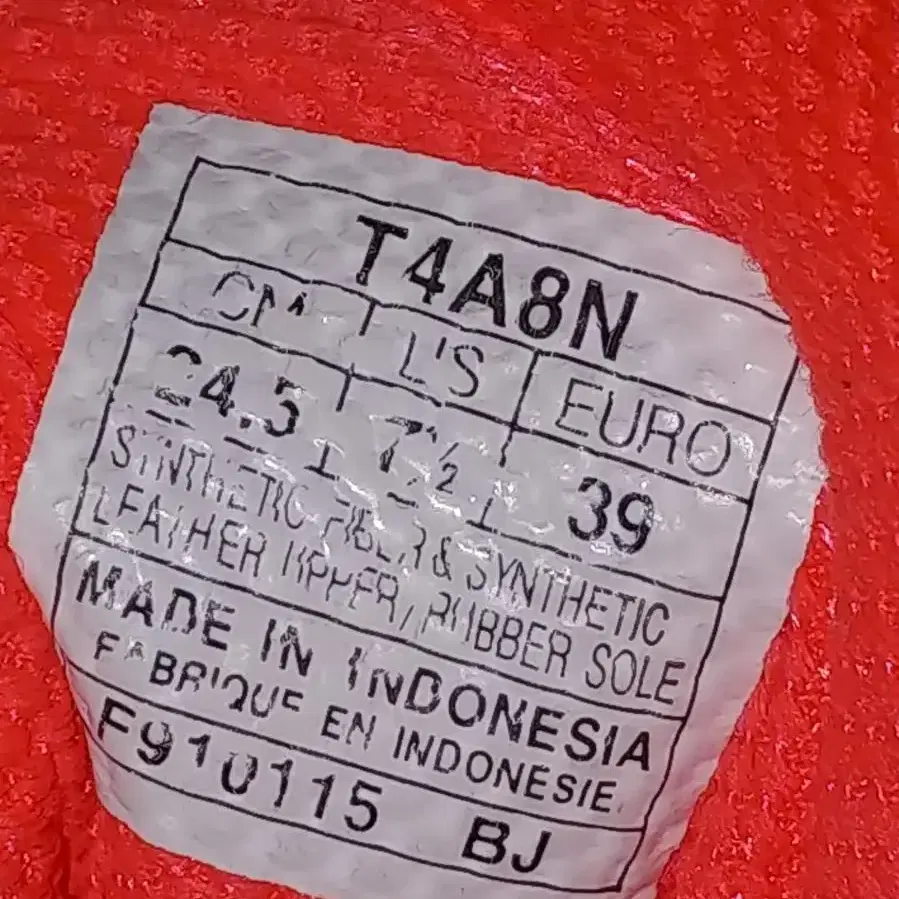 T4A8N
CM L'S EURO
24.5 7½ 39
SYNTHETIC FIBER & SYNTHETIC
LEATHER UPPER/RUBBER SOLE
MADE IN INDONESIA
FABRIQUE EN INDONESIE
F910115 BJ